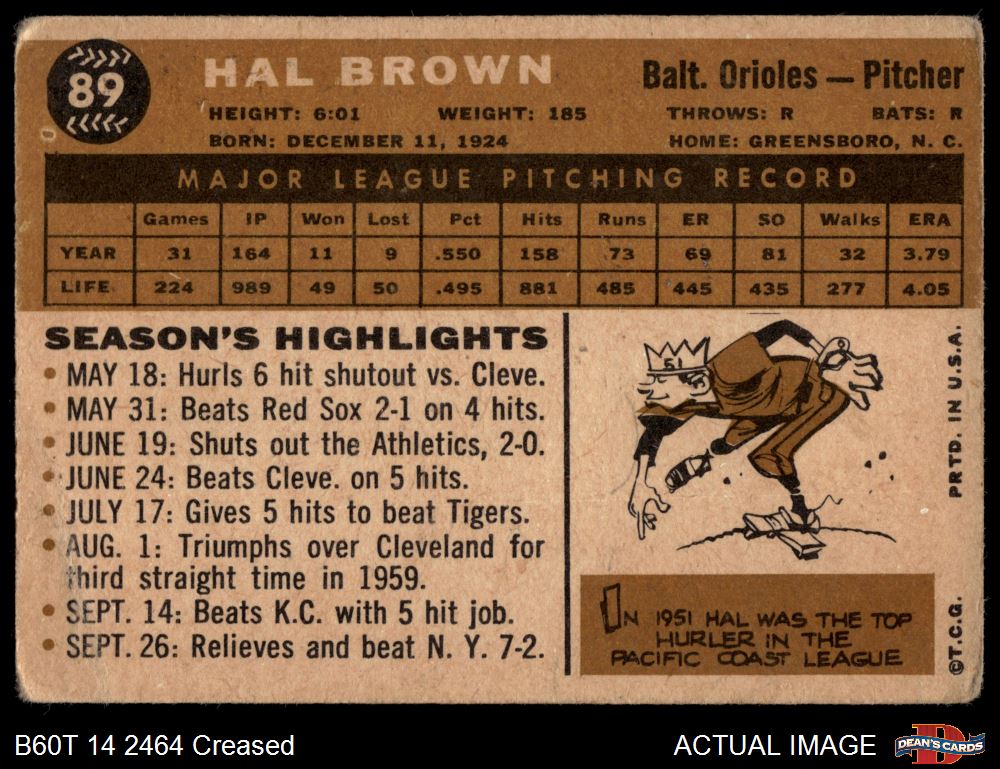 89
HAL BROWN
Balt. Orioles — Pitcher
HEIGHT: 6:01 WEIGHT: 185 THROWS: R BATS: R
BORN: DECEMBER 11, 1924 HOME: GREENSBORO, N. C.
MAJOR LEAGUE PITCHING RECORD
Games IP Won Lost Pct Hits Runs ER SO Walks ERA
YEAR 31 164 11 9 .550 158 73 69 81 32 3.79
LIFE 224 989 49 50 .495 881 485 445 435 277 4.05
SEASON'S HIGHLIGHTS
• MAY 18: Hurls 6 hit shutout vs. Cleve.
• MAY 31: Beats Red Sox 2-1 on 4 hits.
• JUNE 19: Shuts out the Athletics, 2-0.
• JUNE 24: Beats Cleve. on 5 hits.
• JULY 17: Gives 5 hits to beat Tigers.
• AUG. 1: Triumphs over Cleveland for
third straight time in 1959.
• SEPT. 14: Beats K.C. with 5 hit job.
• SEPT. 26: Relieves and beat N. Y. 7-2.
51
IN 1951 HAL WAS THE TOP
HURLER IN THE
PACIFIC COAST LEAGUE
©T.C.G. PRTD. IN U.S.A.
B60T 14 2464 Creased
ACTUAL IMAGE
DEAN'S CARDS